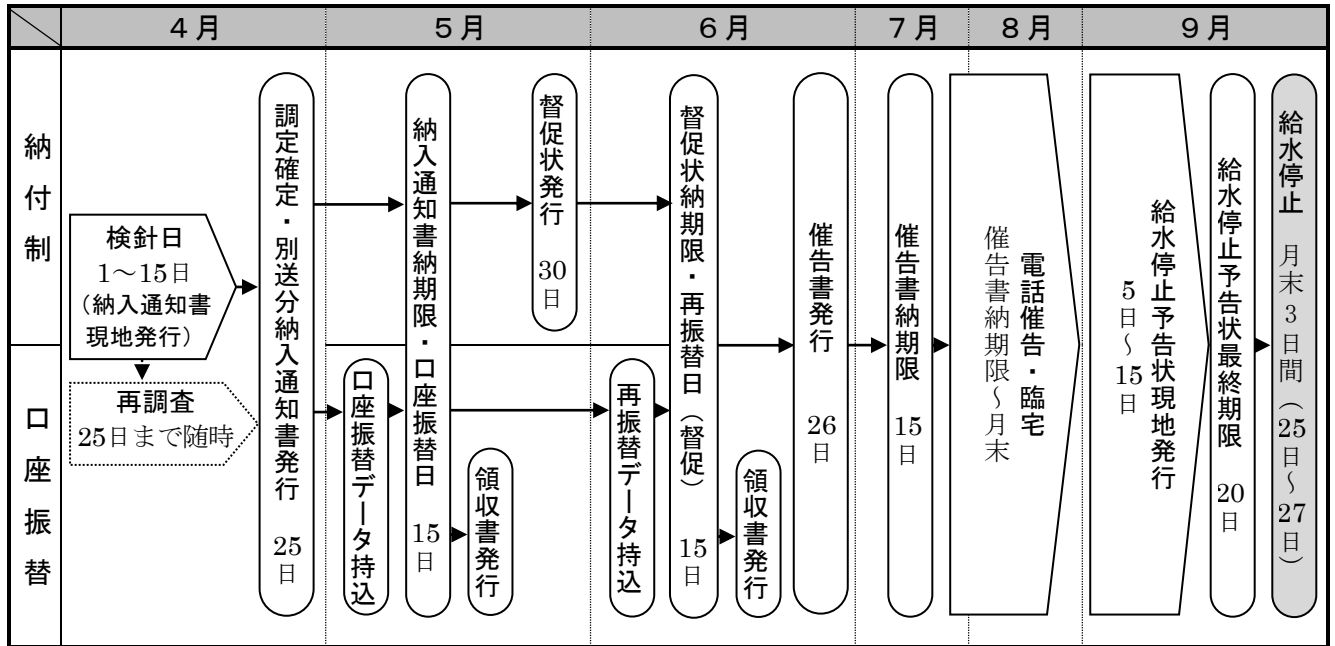 ４月
５月
６月
７月
８月
９月
納付制
口座振替
検針日
1～15日
（納入通知書
現地発行）
再調査
25日まで随時
調定確定・別送分納入通知書発行　25日
口座振替データ持込
納入通知書納期限・口座振替日　15日
領収書発行
督促状発行　30日
再振替データ持込
督促状納期限・再振替日（督促）　15日
領収書発行
催告書発行　26日
催告書納期限　15日
電話催告・臨宅
催告書納期限～月末
給水停止予告状現地発行
5日～15日
給水停止予告状最終期限　20日
給水停止　月末3日間（25日～27日）